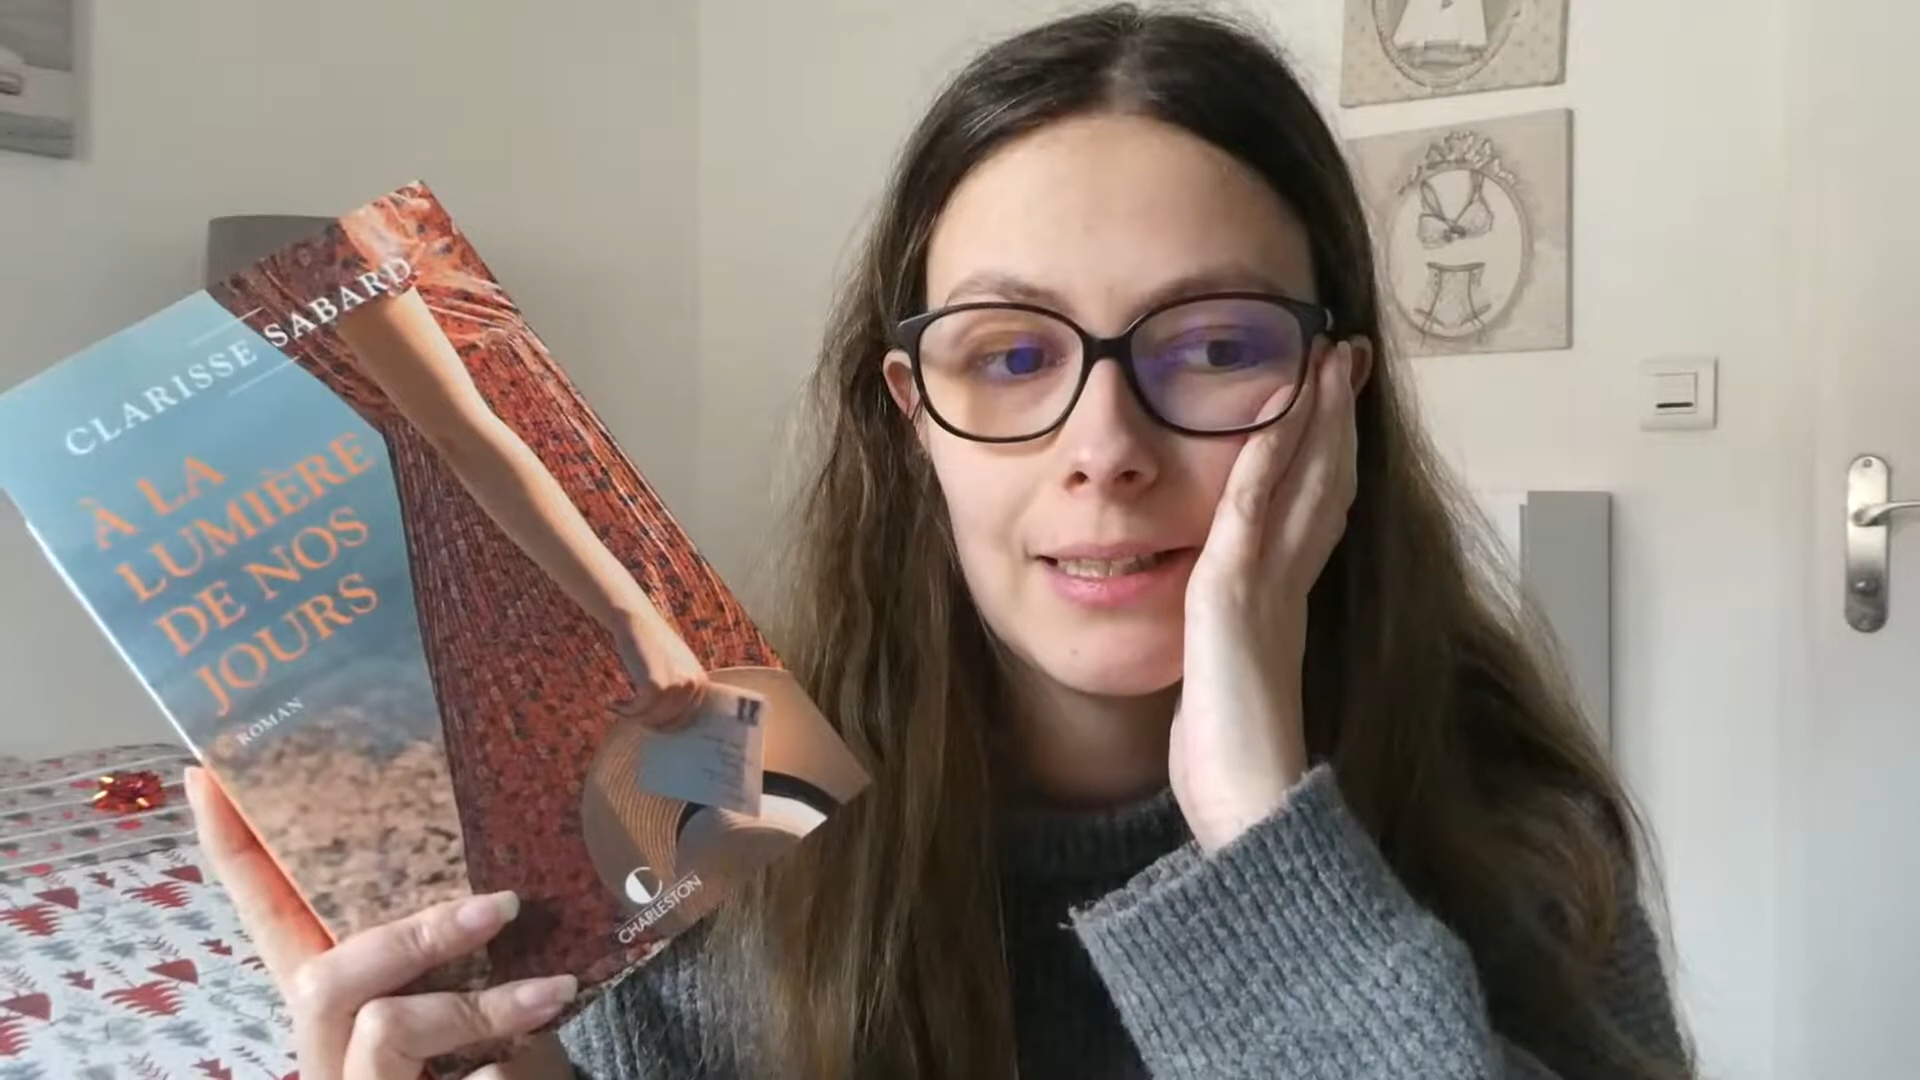 CLARISSE SABARD
À LA
LUMIÈRE
DE NOS
JOURS
ROMAN
CHARLESTON